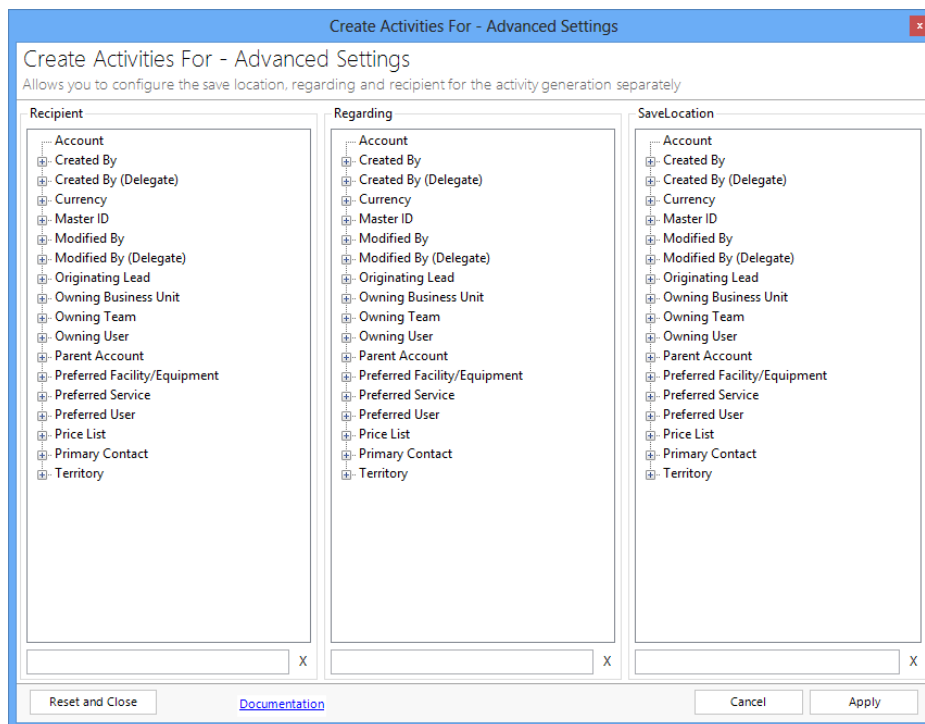 Create Activities For - Advanced Settings
x
Create Activities For - Advanced Settings
Allows you to configure the save location, regarding and recipient for the activity generation separately
Recipient
Account
Created By
Created By (Delegate)
Currency
Master ID
Modified By
Modified By (Delegate)
Originating Lead
Owning Business Unit
Owning Team
Owning User
Parent Account
Preferred Facility/Equipment
Preferred Service
Preferred User
Price List
Primary Contact
Territory
X
Regarding
Account
Created By
Created By (Delegate)
Currency
Master ID
Modified By
Modified By (Delegate)
Originating Lead
Owning Business Unit
Owning Team
Owning User
Parent Account
Preferred Facility/Equipment
Preferred Service
Preferred User
Price List
Primary Contact
Territory
X
SaveLocation
Account
Created By
Created By (Delegate)
Currency
Master ID
Modified By
Modified By (Delegate)
Originating Lead
Owning Business Unit
Owning Team
Owning User
Parent Account
Preferred Facility/Equipment
Preferred Service
Preferred User
Price List
Primary Contact
Territory
X
Reset and Close
Documentation
Cancel
Apply